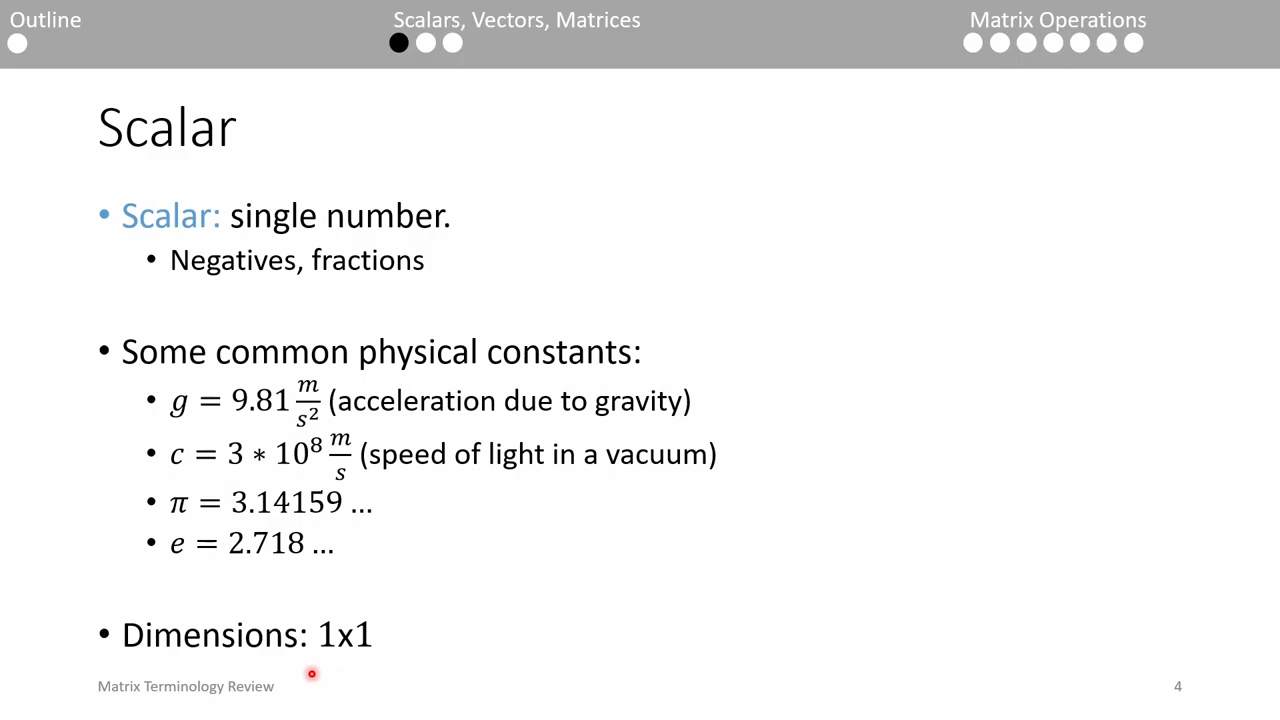 Outline
Scalars, Vectors, Matrices
Matrix Operations
Scalar
• Scalar: single number.
• Negatives, fractions
• Some common physical constants:
• g = 9.81 m/s² (acceleration due to gravity)
• c = 3 ∗ 10⁸ m/s (speed of light in a vacuum)
• π = 3.14159 …
• e = 2.718 …
• Dimensions: 1x1
Matrix Terminology Review
4